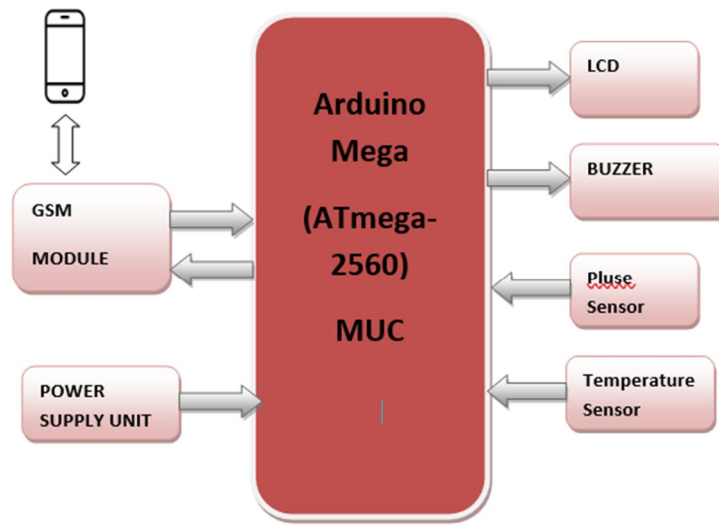 Arduino
Mega
(ATmega-
2560)
MUC
GSM
MODULE
POWER
SUPPLY UNIT
LCD
BUZZER
Pluse
Sensor
Temperature
Sensor